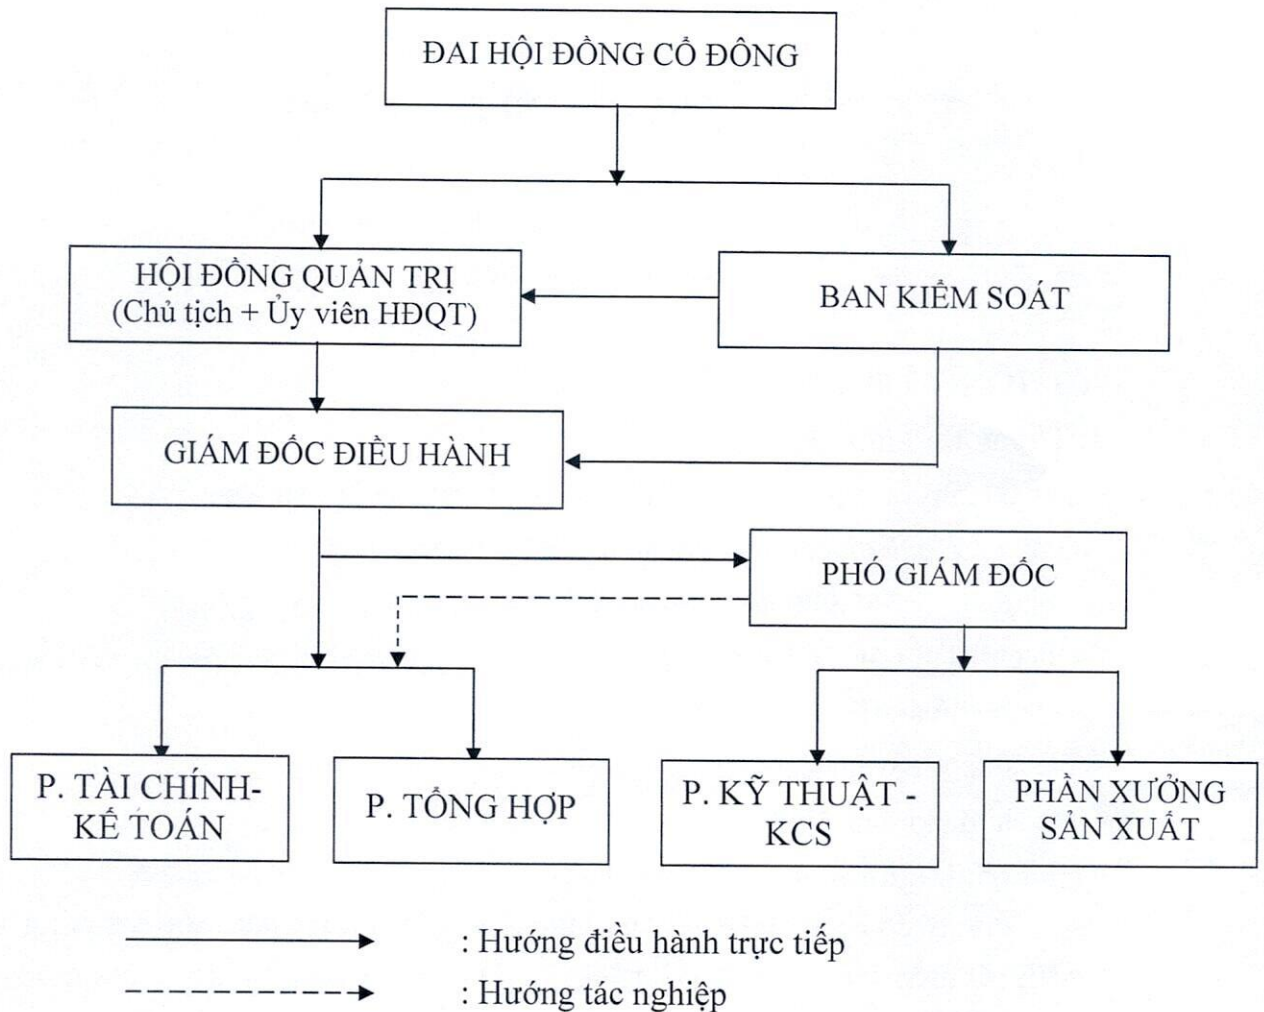 ĐAI HỘI ĐỒNG CỔ ĐÔNG
HỘI ĐỒNG QUẢN TRỊ
(Chủ tịch + Ủy viên HĐQT)
BAN KIỂM SOÁT
GIÁM ĐỐC ĐIỀU HÀNH
PHÓ GIÁM ĐỐC
P. TÀI CHÍNH-
KẾ TOÁN
P. TỔNG HỢP
P. KỸ THUẬT -
KCS
PHẦN XƯỞNG
SẢN XUẤT
: Hướng điều hành trực tiếp
: Hướng tác nghiệp